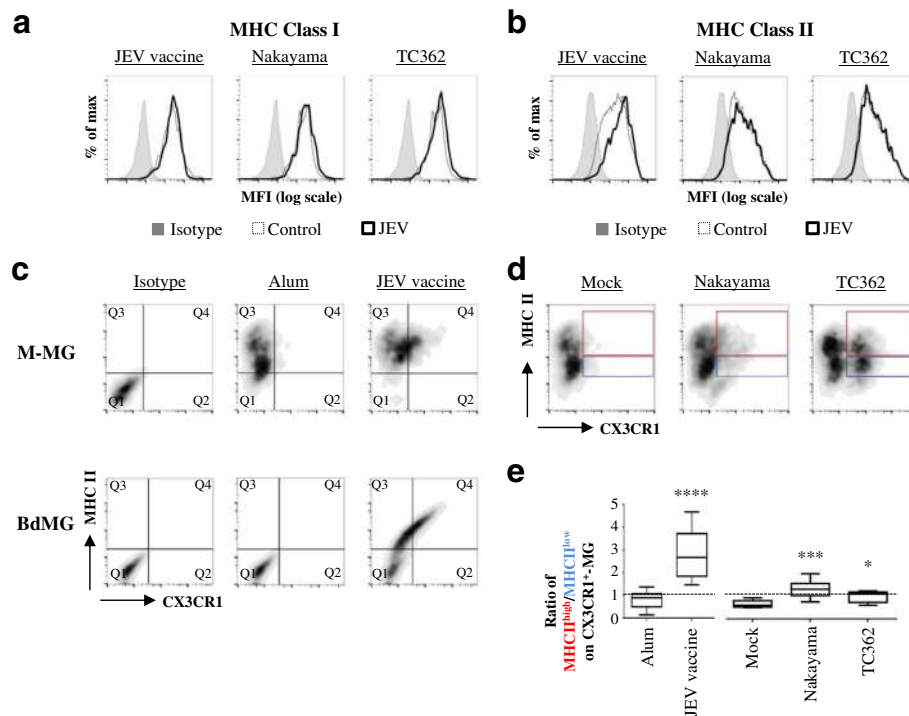 a
MHC Class I
JEV vaccine Nakayama TC362
% of max
MFI (log scale)
Isotype Control JEV
b
MHC Class II
JEV vaccine Nakayama TC362
% of max
MFI (log scale)
Isotype Control JEV
c
Isotype Alum JEV vaccine
M-MG
Q3 Q4 Q3 Q4 Q3 Q4
Q1 Q2 Q1 Q2 Q1 Q2
BdMG
MHC II
Q3 Q4 Q3 Q4 Q3 Q4
Q1 Q2 Q1 Q2 Q1 Q2
CX3CR1
d
Mock Nakayama TC362
MHC II
CX3CR1
e
Ratio of
MHCII^high/MHCII^low
on CX3CR1^+-MG
5
4
3
2
1
0
**** *** *
Alum
JEV vaccine
Mock
Nakayama
TC362